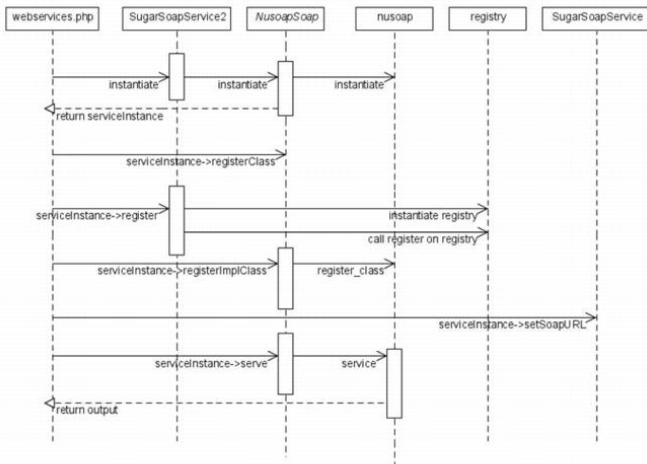 webservices.php SugarSoapService2 NusoapSoap nusoap registry SugarSoapService
instantiate instantiate instantiate
return serviceInstance
serviceInstance->registerClass
serviceInstance->register instantiate registry
call register on registry
serviceInstance->registerImplClass register_class
serviceInstance->setSoapURL
serviceInstance->serve service
return output